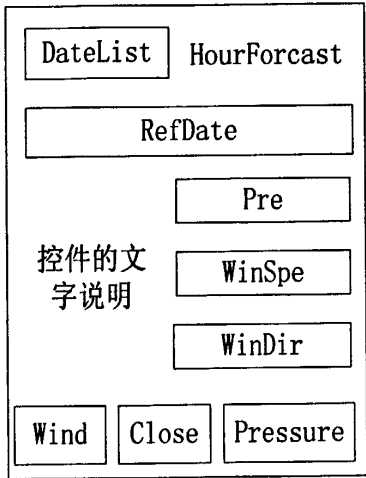 DateList HourForcast
RefDate
Pre
控件的文
字说明
WinSpe
WinDir
Wind Close Pressure